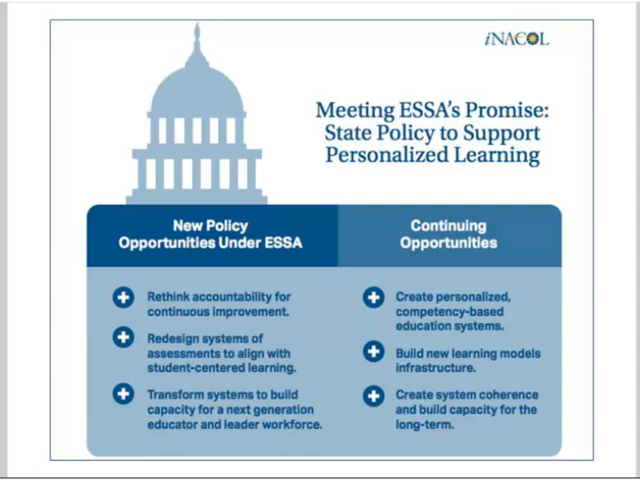 iNACOL
Meeting ESSA's Promise:
State Policy to Support
Personalized Learning
New Policy
Opportunities Under ESSA
Rethink accountability for
continuous improvement.
Redesign systems of
assessments to align with
student-centered learning.
Transform systems to build
capacity for a next generation
educator and leader workforce.
Continuing
Opportunities
Create personalized,
competency-based
education systems.
Build new learning models
infrastructure.
Create system coherence
and build capacity for the
long-term.